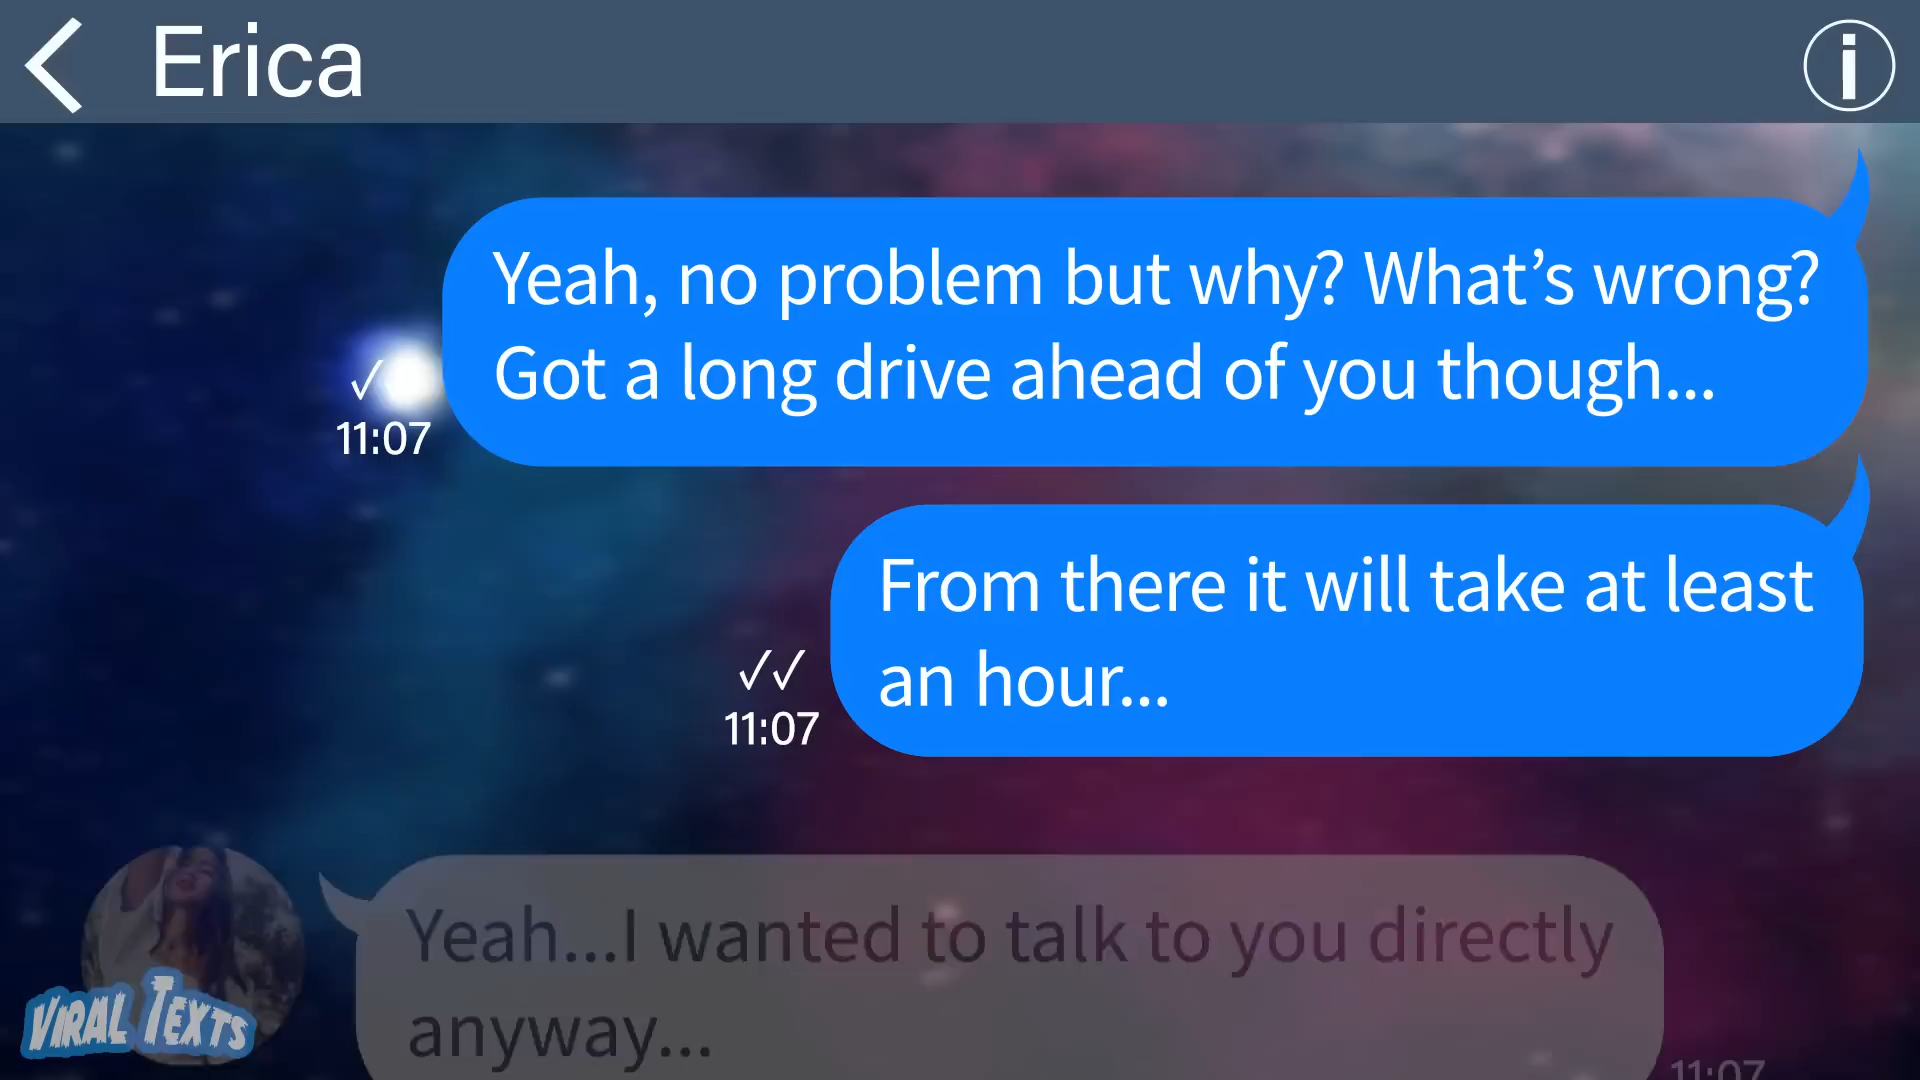 Erica
Yeah, no problem but why? What’s wrong?
Got a long drive ahead of you though...
11:07
From there it will take at least
an hour...
11:07
Yeah...I wanted to talk to you directly
anyway...
11:07
VIRAL TEXTS